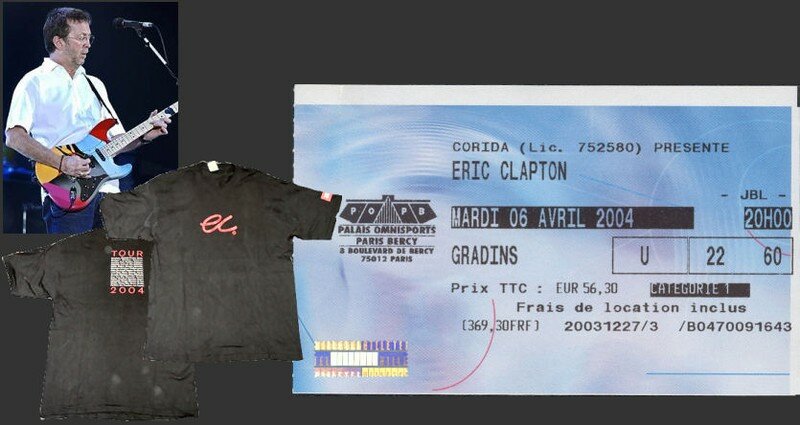 ec.
TOUR
2004
CORIDA (Lic. 752580) PRESENTE
ERIC CLAPTON
- JBL -
P O P B
PALAIS OMNISPORTS
PARIS BERCY
8 BOULEVARD DE BERCY
75012 PARIS
MARDI 06 AVRIL 2004 20H00
GRADINS U 22 60
Prix TTC : EUR 56,30 CATEGORIE 1
Frais de location inclus
(369,30FRF) 20031227/3 /B0470091643